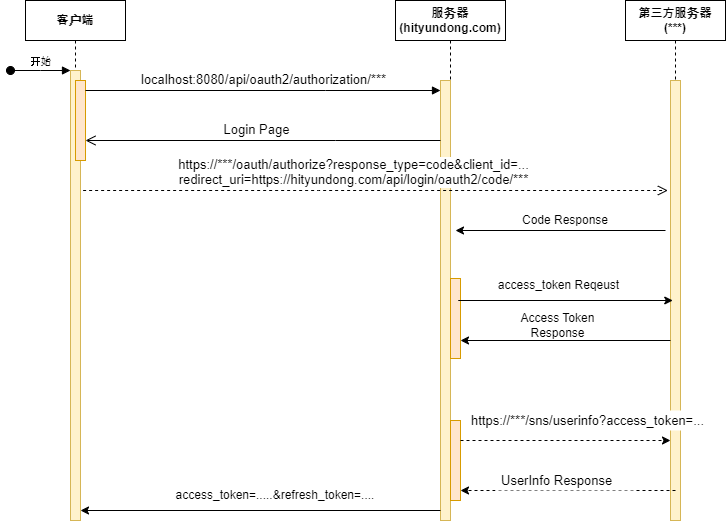 客户端
服务器
(hityundong.com)
第三方服务器
(***)
开始
localhost:8080/api/oauth2/authorization/***
Login Page
https://***/oauth/authorize?response_type=code&client_id=...
redirect_uri=https://hityundong.com/api/login/oauth2/code/***
Code Response
access_token Reqeust
Access Token
Response
https://***/sns/userinfo?access_token=...
UserInfo Response
access_token=.....&refresh_token=....